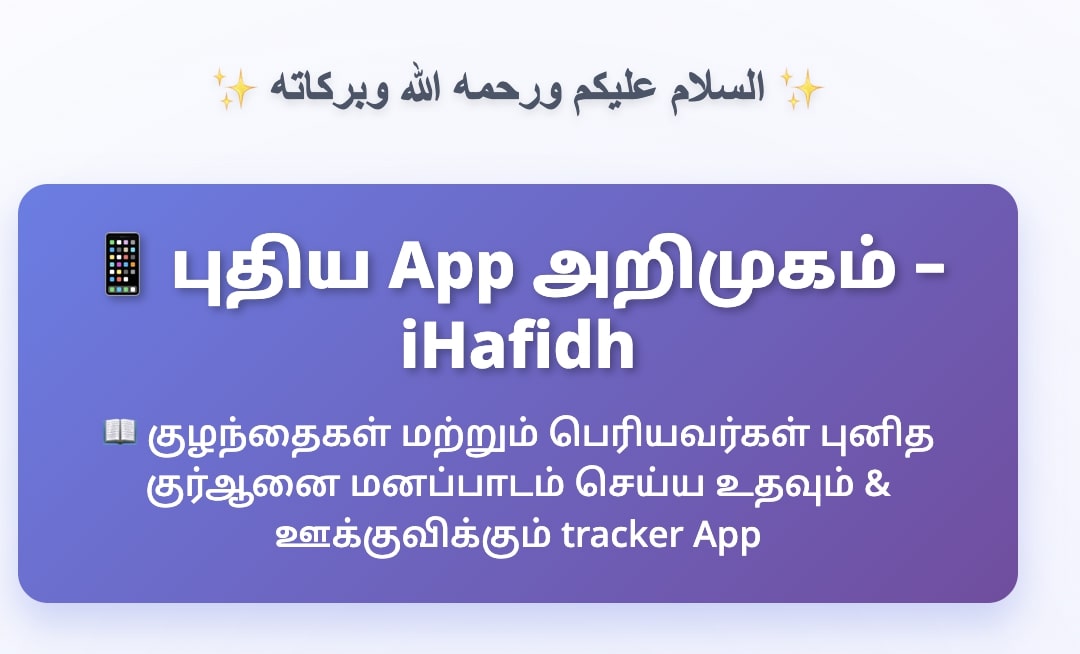 ✨ السلام عليكم ورحمه الله وبركاته ✨
📱 புதிய App அறிமுகம் –
iHafidh
📖 குழந்தைகள் மற்றும் பெரியவர்கள் புனித
குர்ஆனை மனப்பாடம் செய்ய உதவும் &
ஊக்குவிக்கும் tracker App